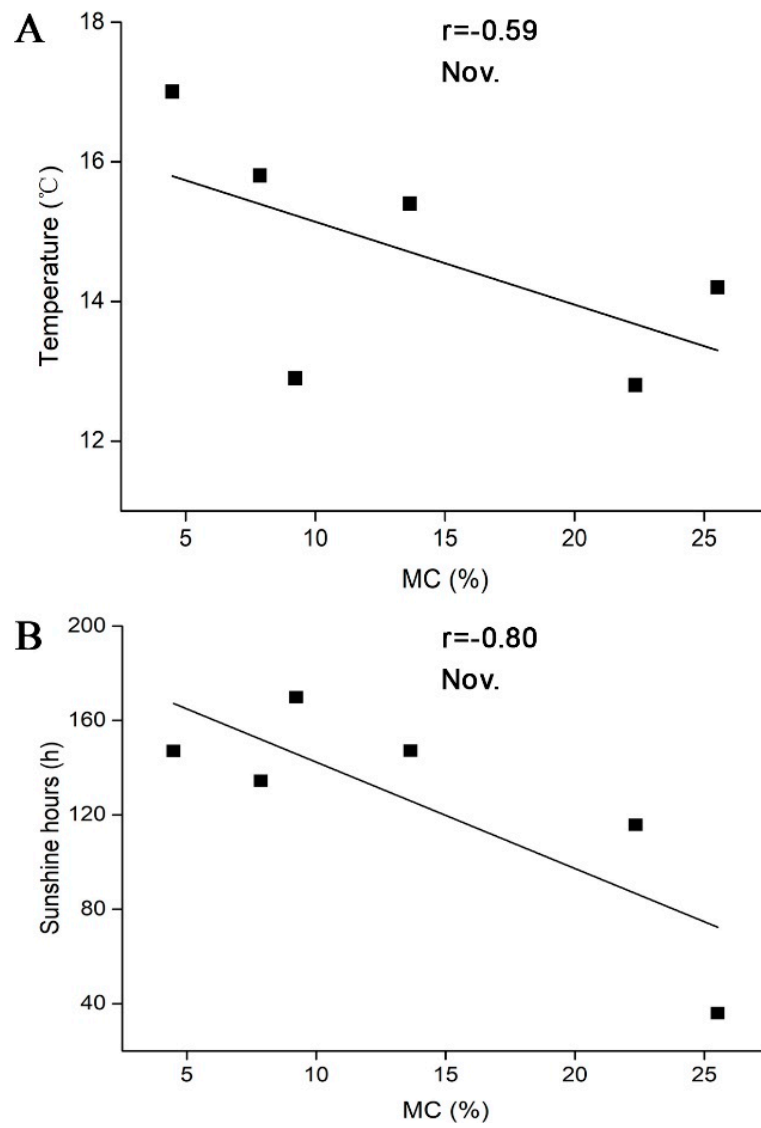 A
r=-0.59
Nov.
18
16
14
12
Temperature (℃)
5 10 15 20 25
MC (%)
B
r=-0.80
Nov.
200
160
120
80
40
Sunshine hours (h)
5 10 15 20 25
MC (%)